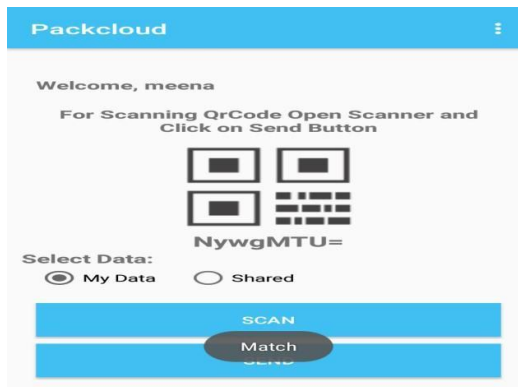 Packcloud
Welcome, meena
For Scanning QrCode Open Scanner and
Click on Send Button
NywgMTU=
Select Data:
My Data Shared
SCAN
Match
SEND